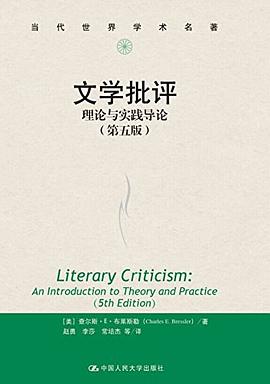 当代世界学术名著
文学批评
理论与实践导论
（第五版）
Literary Criticism:
An Introduction to Theory and Practice
(5th Edition)
[美] 查尔斯·E·布莱斯勒（Charles E. Bressler）/著
赵勇 李莎 常培杰 等/译
中国人民大学出版社